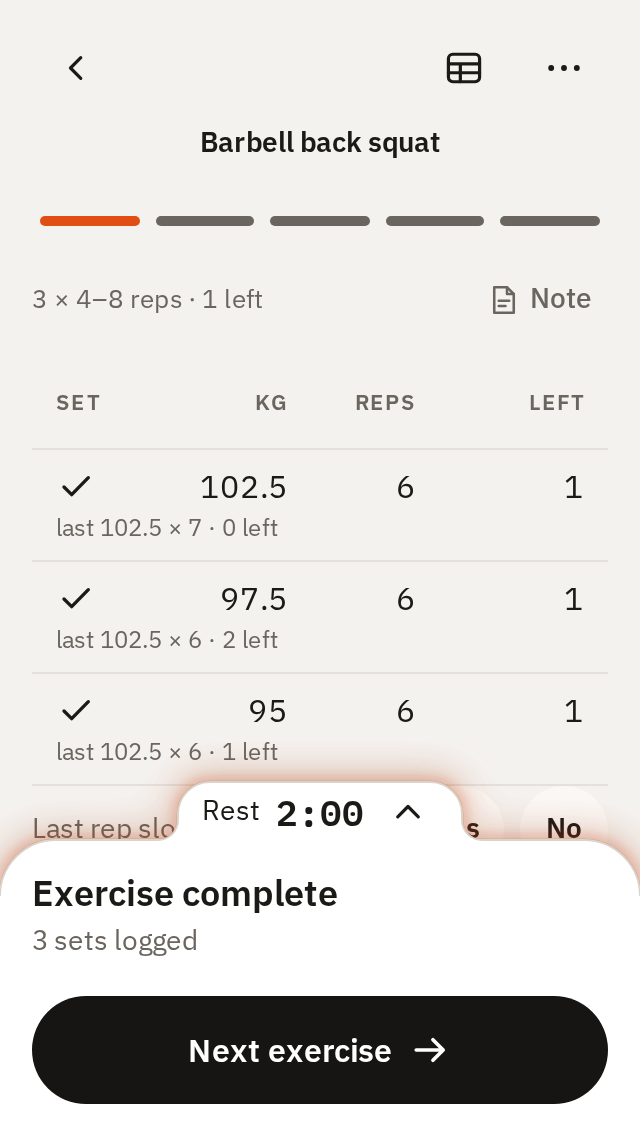 Barbell back squat
3 × 4–8 reps · 1 left
Note
SET KG REPS LEFT
102.5 6 1
last 102.5 × 7 · 0 left
97.5 6 1
last 102.5 × 6 · 2 left
95 6 1
last 102.5 × 6 · 1 left
Rest 2:00
Last rep No
Exercise complete
3 sets logged
Next exercise